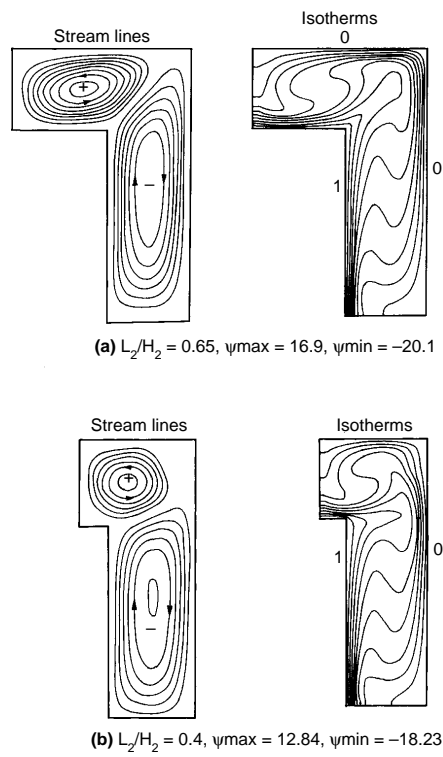 Stream lines
Isotherms
0
+
–
1
0
(a) L₂/H₂ = 0.65, ψmax = 16.9, ψmin = –20.1
Stream lines
Isotherms
+
–
1
0
(b) L₂/H₂ = 0.4, ψmax = 12.84, ψmin = –18.23